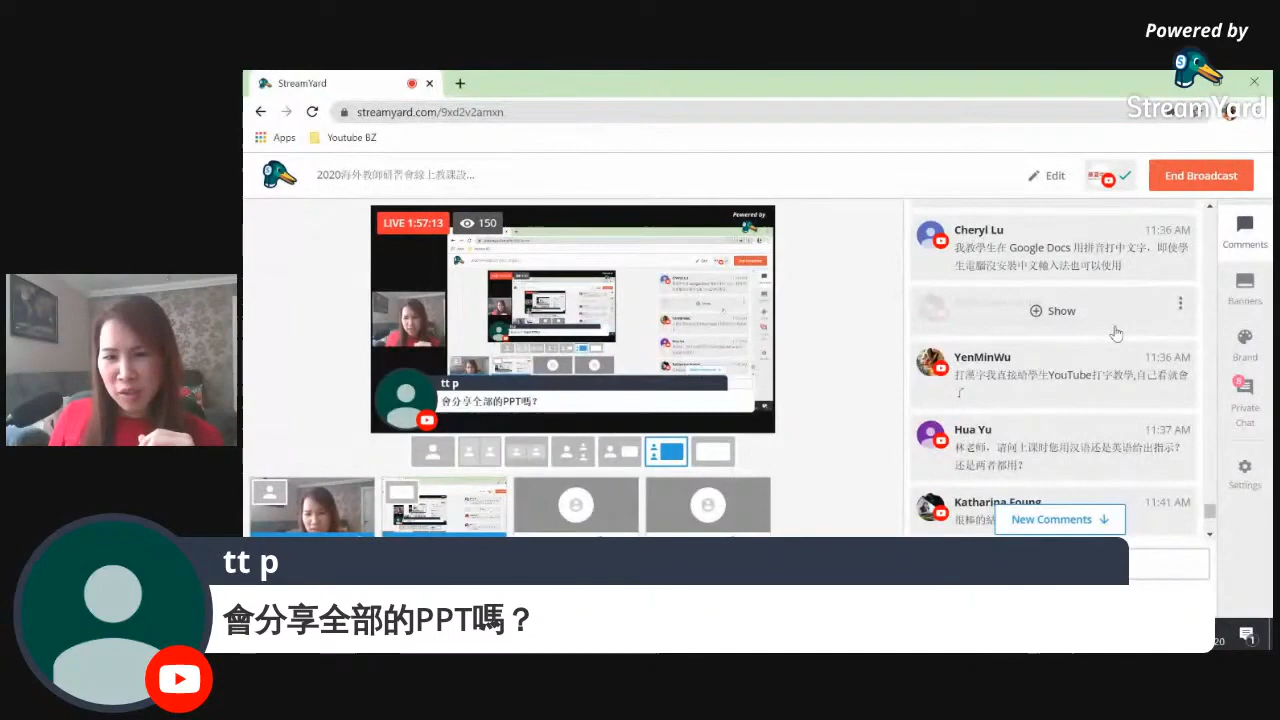 Powered by
StreamYard
StreamYard
streamyard.com/9xd2v2amxn
Apps
Youtube BZ
2020海外教師研習會線上教課設...
Edit
End Broadcast
LIVE 1:57:13
150
Powered by
tt p
會分享全部的PPT嗎?
Cheryl Lu
11:36 AM
我教學生在 Google Docs 用拼音打中文字，即使學
生電腦沒安裝中文輸入法也可以使用
Show
YenMinWu
11:36 AM
打漢字我直接給學生YouTube打字教學,自己看就會
了
Hua Yu
11:37 AM
林老师，请问上课时您用汉语还是英语给出指示？
还是两者都用？
Katharina Foung
11:41 AM
很棒的結
New Comments
Comments
Banners
Brand
Private
Chat
Settings
tt p
會分享全部的PPT嗎？
20